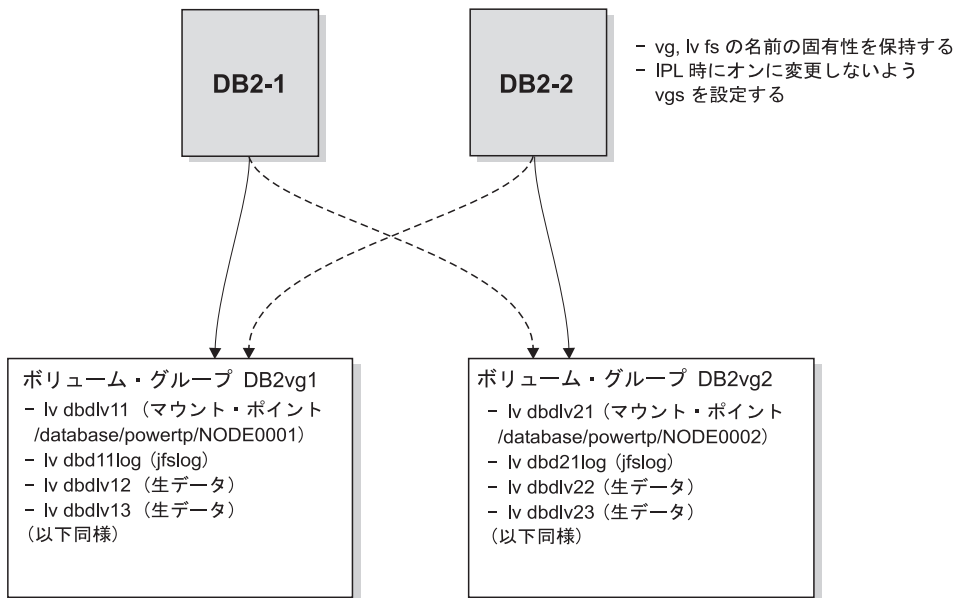 DB2-1
DB2-2
- vg, lv fs の名前の固有性を保持する
- IPL 時にオンに変更しないよう
vgs を設定する
ボリューム・グループ DB2vg1
- lv dbdlv11（マウント・ポイント
/database/powertp/NODE0001）
- lv dbd11log（jfslog）
- lv dbdlv12（生データ）
- lv dbdlv13（生データ）
（以下同様）
ボリューム・グループ DB2vg2
- lv dbdlv21（マウント・ポイント
/database/powertp/NODE0002）
- lv dbd21log（jfslog）
- lv dbdlv22（生データ）
- lv dbdlv23（生データ）
（以下同様）